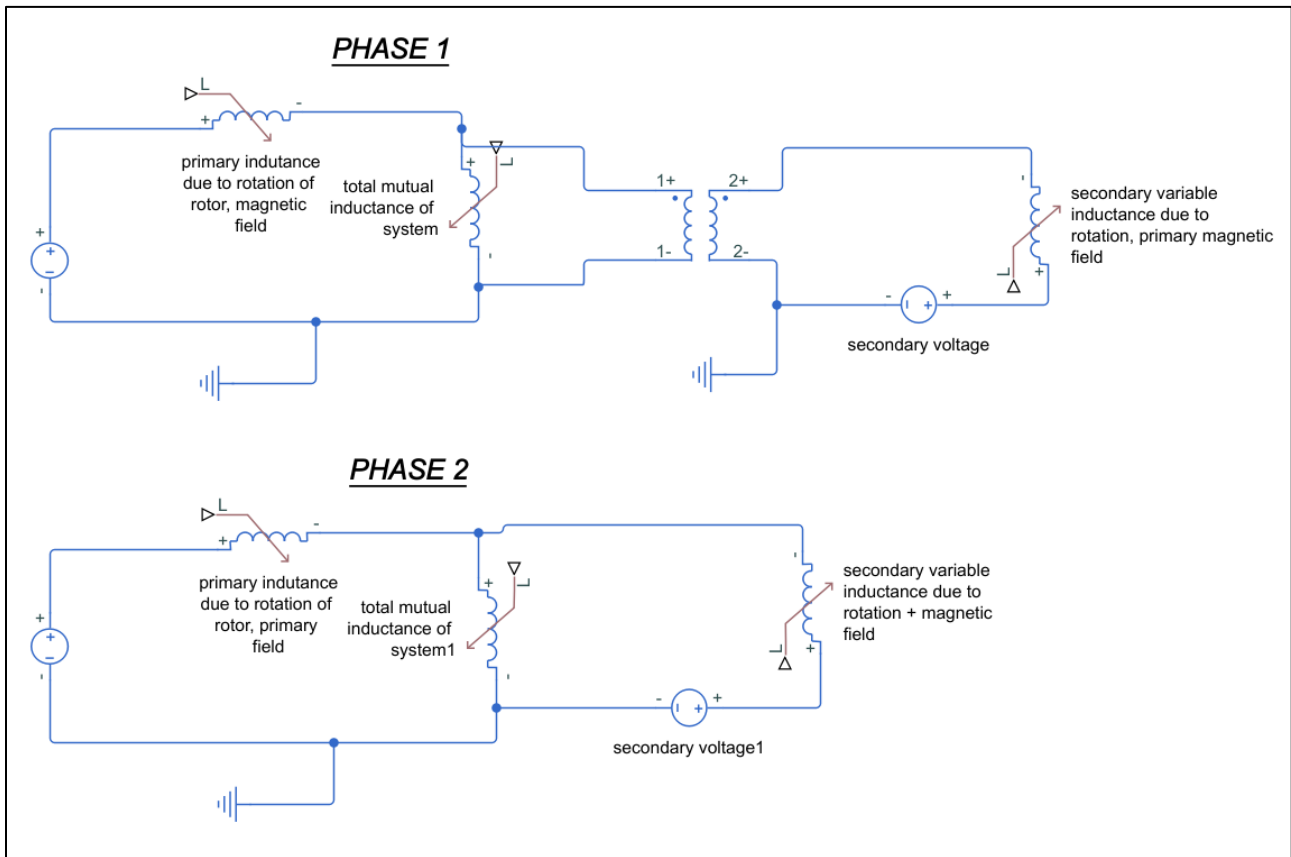 PHASE 1
L
+
-
primary indutance
due to rotation of
rotor, magnetic
field
+
L
total mutual
inductance of
system
-
1+
2+
1-
2-
-
secondary variable
inductance due to
rotation, primary magnetic
field
L
+
+
-
-
+
secondary voltage
PHASE 2
L
+
-
primary indutance
due to rotation of
rotor, primary
field
+
L
total mutual
inductance of
system1
-
-
secondary variable
inductance due to
rotation + magnetic
field
L
+
+
-
-
+
secondary voltage1